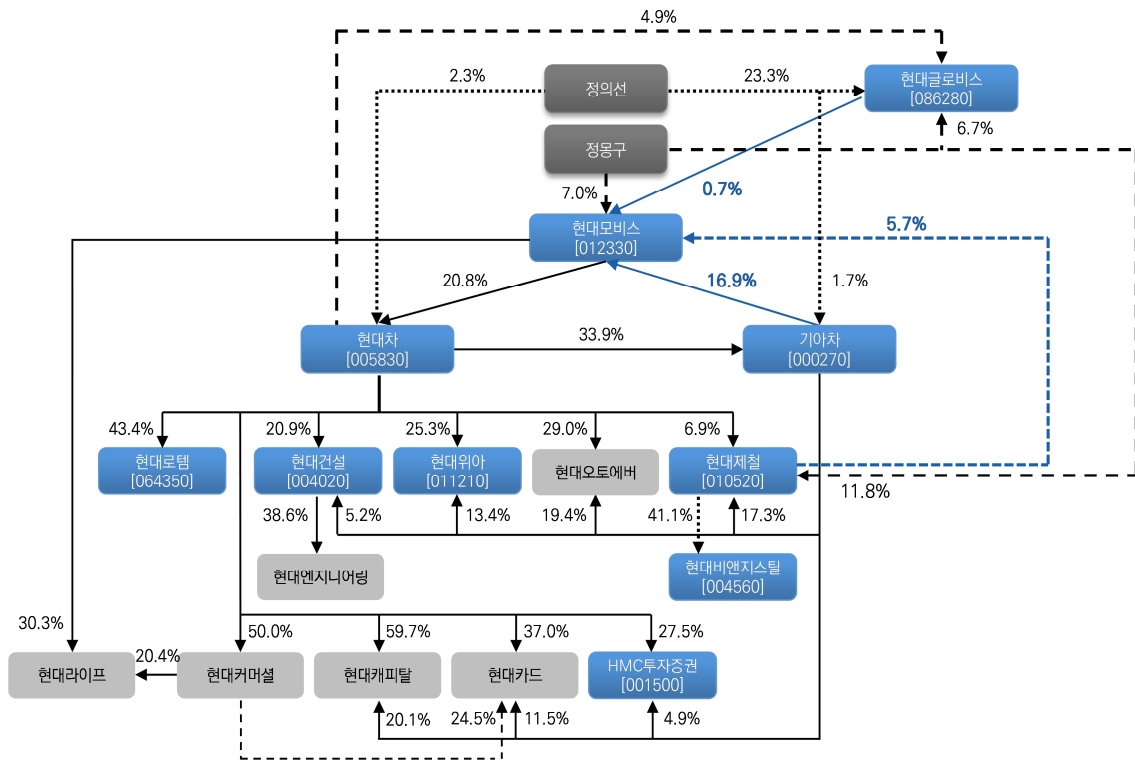 4.9%
2.3%
정의선
23.3%
현대글로비스
[086280]
정몽구
6.7%
7.0%
0.7%
현대모비스
[012330]
5.7%
20.8%
16.9%
1.7%
현대차
[005830]
33.9%
기아차
[000270]
43.4%
20.9%
25.3%
29.0%
6.9%
현대로템
[064350]
현대건설
[004020]
현대위아
[011210]
현대오토에버
현대제철
[010520]
11.8%
38.6%
5.2%
13.4%
19.4%
41.1%
17.3%
현대엔지니어링
현대비앤지스틸
[004560]
30.3%
50.0%
59.7%
37.0%
27.5%
20.4%
현대라이프
현대커머셜
현대캐피탈
현대카드
HMC투자증권
[001500]
20.1%
24.5%
11.5%
4.9%